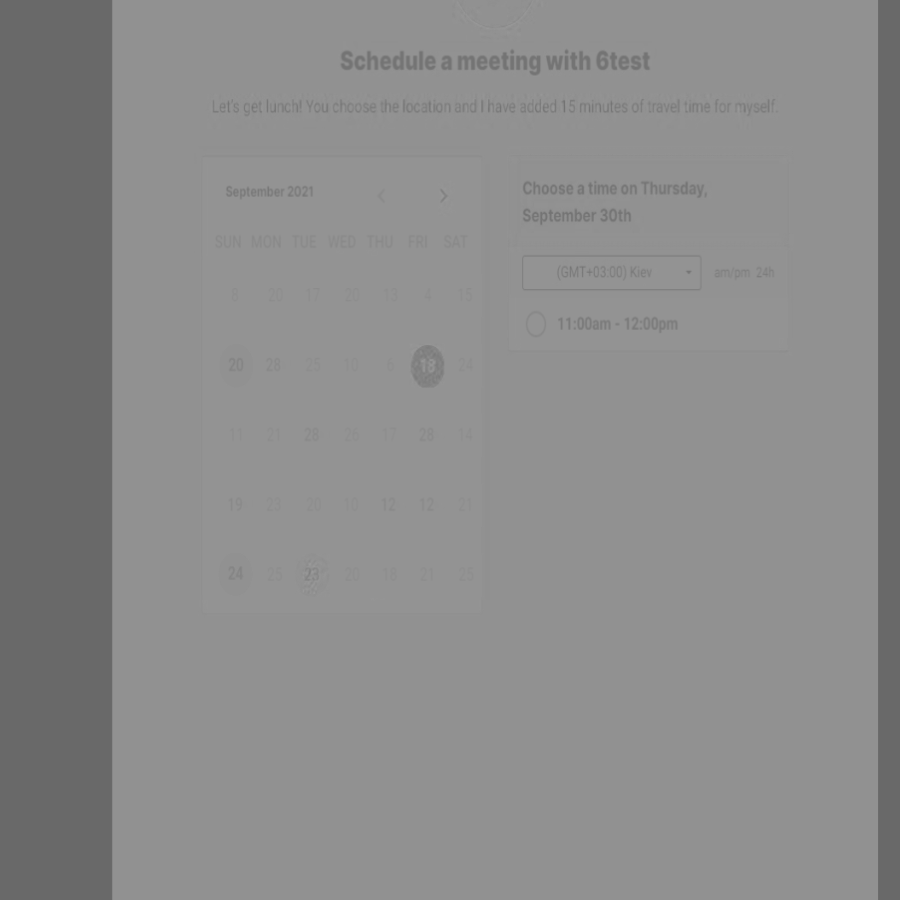 Schedule a meeting with 6test
Let's get lunch! You choose the location and I have added 15 minutes of travel time for myself.
September 2021
SUN MON TUE WED THU FRI SAT
8 20 17 20 13 4 15
20 28 25 10 6 18 24
11 21 28 26 17 28 14
19 23 20 10 12 12 21
24 25 23 20 18 21 25
Choose a time on Thursday,
September 30th
(GMT+03:00) Kiev am/pm 24h
11:00am - 12:00pm